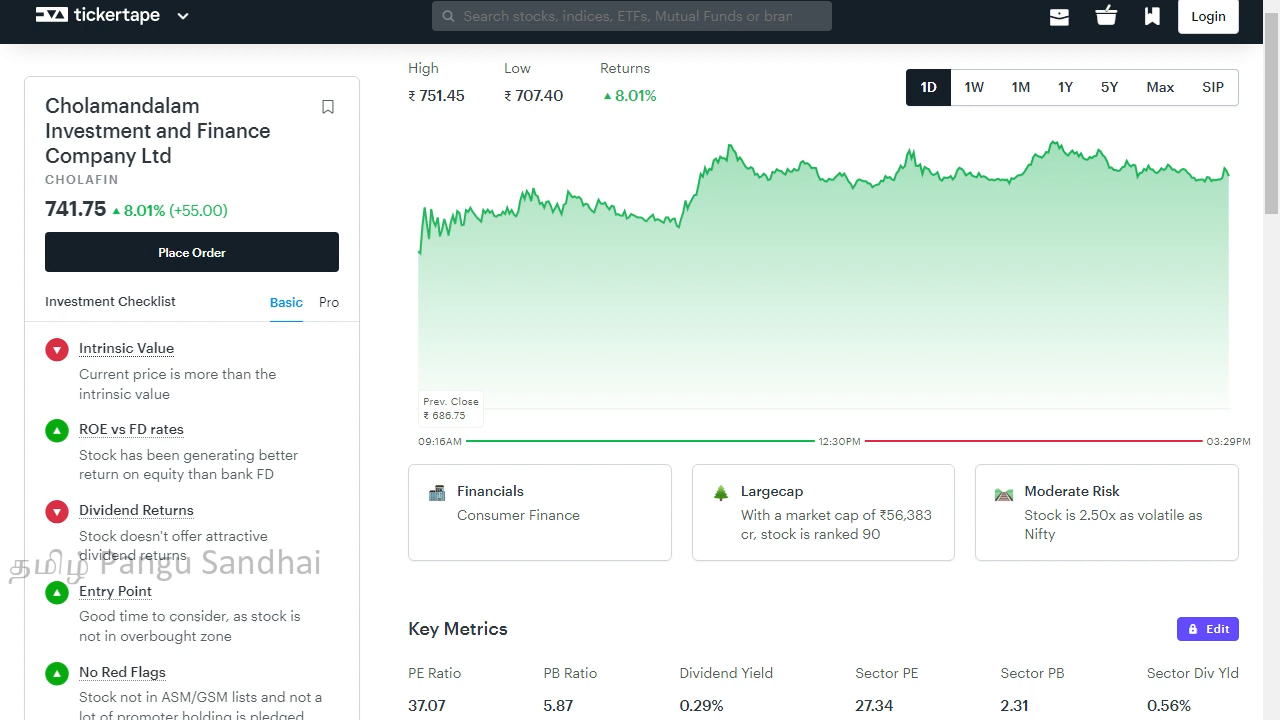 tickertape
Search stocks, indices, ETFs, Mutual Funds or bran
Login
Cholamandalam
Investment and Finance
Company Ltd
CHOLAFIN
741.75 8.01% (+55.00)
Place Order
Investment Checklist Basic Pro
Intrinsic Value
Current price is more than the
intrinsic value
ROE vs FD rates
Stock has been generating better
return on equity than bank FD
Dividend Returns
Stock doesn't offer attractive
dividend returns
தமிழ் Pangu Sandhai
Entry Point
Good time to consider, as stock is
not in overbought zone
No Red Flags
Stock not in ASM/GSM lists and not a
lot of promoter holding is pledged
High Low Returns
₹ 751.45 ₹ 707.40 8.01%
1D 1W 1M 1Y 5Y Max SIP
Prev. Close
₹ 686.75
09:16AM 12:30PM 03:29PM
Financials
Consumer Finance
Largecap
With a market cap of ₹56,383
cr, stock is ranked 90
Moderate Risk
Stock is 2.50x as volatile as
Nifty
Key Metrics Edit
PE Ratio PB Ratio Dividend Yield Sector PE Sector PB Sector Div Yld
37.07 5.87 0.29% 27.34 2.31 0.56%